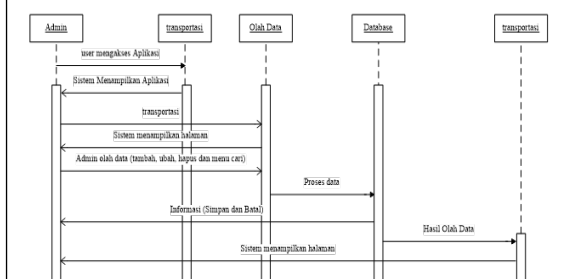 Admin
transportasi
Olah Data
Database
transportasi
user mengakses Aplikasi
Sistem Menampilkan Aplikasi
transportasi
Sistem menampilkan halaman
Admin olah data (tambah, ubah, hapus dan menu cari)
Proses data
Informasi (Simpan dan Batal)
Hasil Olah Data
Sistem menampilkan halaman